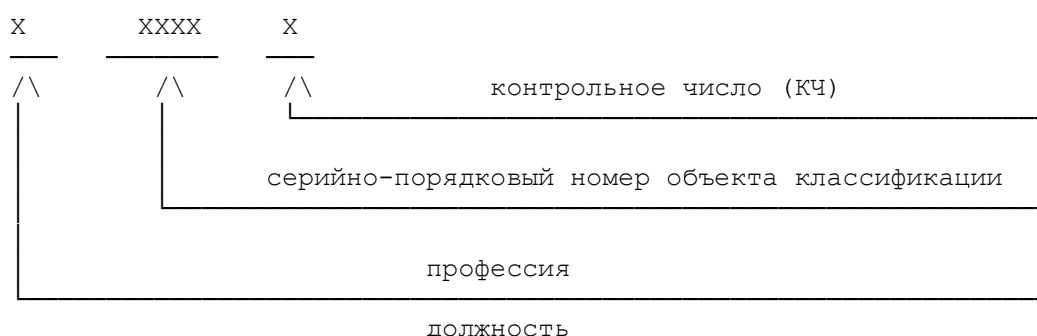 X XXXX X
/\ /\ /\ контрольное число (КЧ)
серийно-порядковый номер объекта классификации
профессия
должность